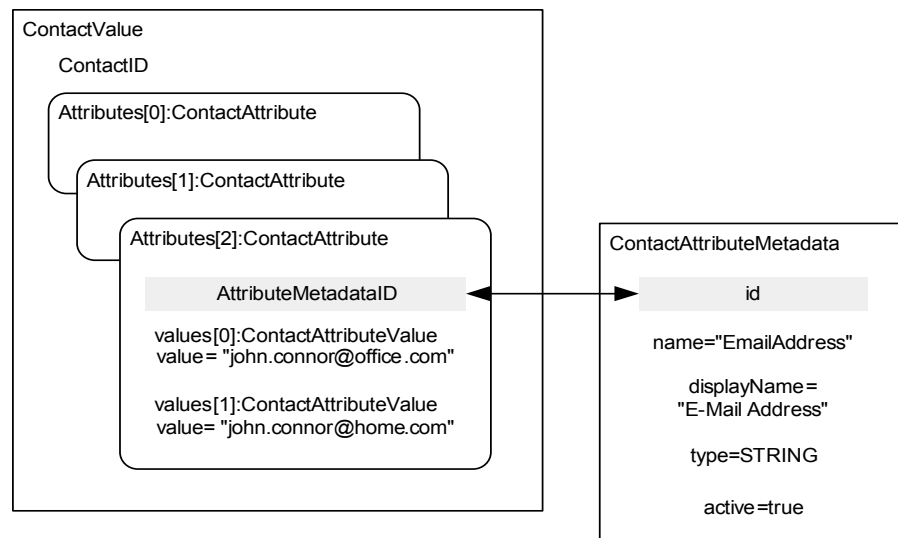 ContactValue
ContactID
Attributes[0]:ContactAttribute
Attributes[1]:ContactAttribute
Attributes[2]:ContactAttribute
AttributeMetadataID
values[0]:ContactAttributeValue
value= "john.connor@office.com"
values[1]:ContactAttributeValue
value= "john.connor@home.com"
ContactAttributeMetadata
id
name="EmailAddress"
displayName=
"E-Mail Address"
type=STRING
active=true